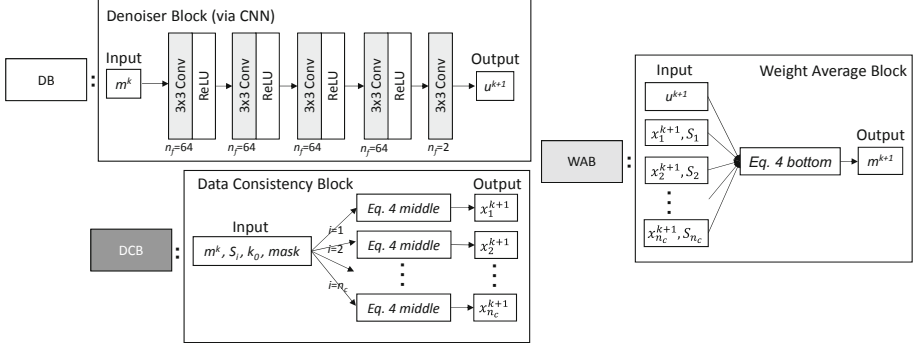 Denoiser Block (via CNN)
DB :
Input
m^k
3x3 Conv
ReLU
3x3 Conv
ReLU
3x3 Conv
ReLU
3x3 Conv
ReLU
3x3 Conv
Output
u^{k+1}
n_f=64
n_f=64
n_f=64
n_f=64
n_f=2
Data Consistency Block
DCB :
Input
m^k, S_i, k_0, mask
i=1
i=2
i=n_c
Eq. 4 middle
Eq. 4 middle
Eq. 4 middle
Output
x_1^{k+1}
x_2^{k+1}
x_{n_c}^{k+1}
Weight Average Block
WAB :
Input
u^{k+1}
x_1^{k+1}, S_1
x_2^{k+1}, S_2
x_{n_c}^{k+1}, S_{n_c}
Eq. 4 bottom
Output
m^{k+1}